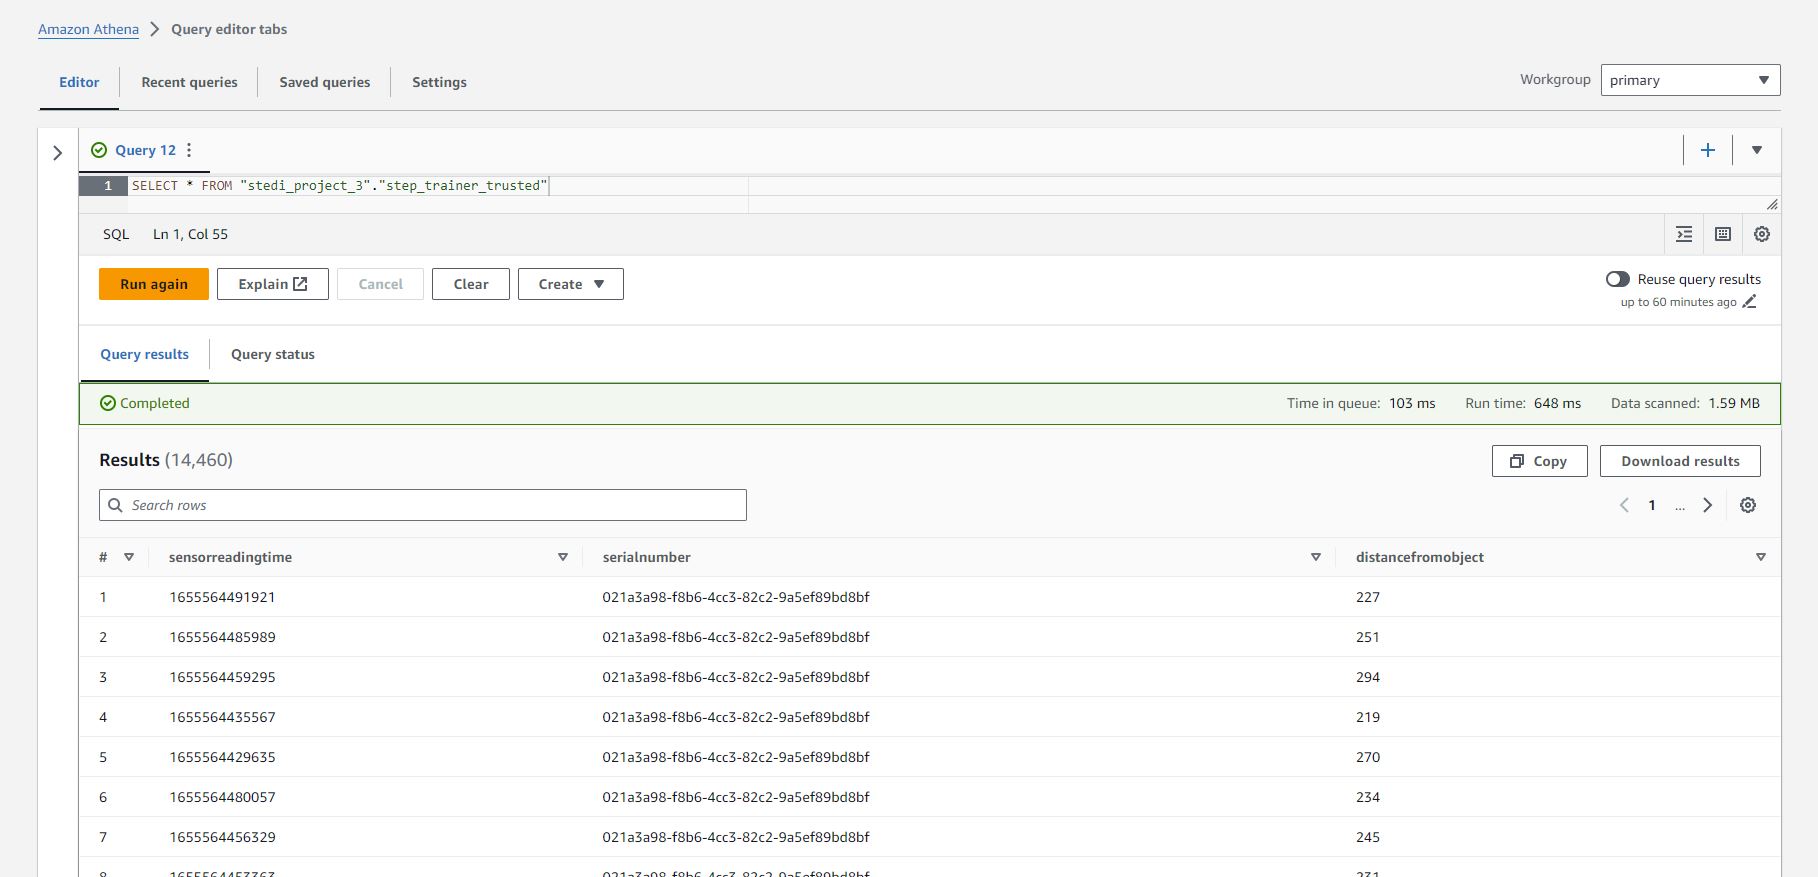 Amazon Athena > Query editor tabs
Editor Recent queries Saved queries Settings Workgroup primary
Query 12
1 SELECT * FROM "stedi_project_3"."step_trainer_trusted"
SQL Ln 1, Col 55
Run again Explain Cancel Clear Create Reuse query results
up to 60 minutes ago
Query results Query status
Completed Time in queue: 103 ms Run time: 648 ms Data scanned: 1.59 MB
Results (14,460) Copy Download results
Search rows 1 ...
# sensorreadingtime serialnumber distancefromobject
1 1655564491921 021a3a98-f8b6-4cc3-82c2-9a5ef89bd8bf 227
2 1655564485989 021a3a98-f8b6-4cc3-82c2-9a5ef89bd8bf 251
3 1655564459295 021a3a98-f8b6-4cc3-82c2-9a5ef89bd8bf 294
4 1655564435567 021a3a98-f8b6-4cc3-82c2-9a5ef89bd8bf 219
5 1655564429635 021a3a98-f8b6-4cc3-82c2-9a5ef89bd8bf 270
6 1655564480057 021a3a98-f8b6-4cc3-82c2-9a5ef89bd8bf 234
7 1655564456329 021a3a98-f8b6-4cc3-82c2-9a5ef89bd8bf 245